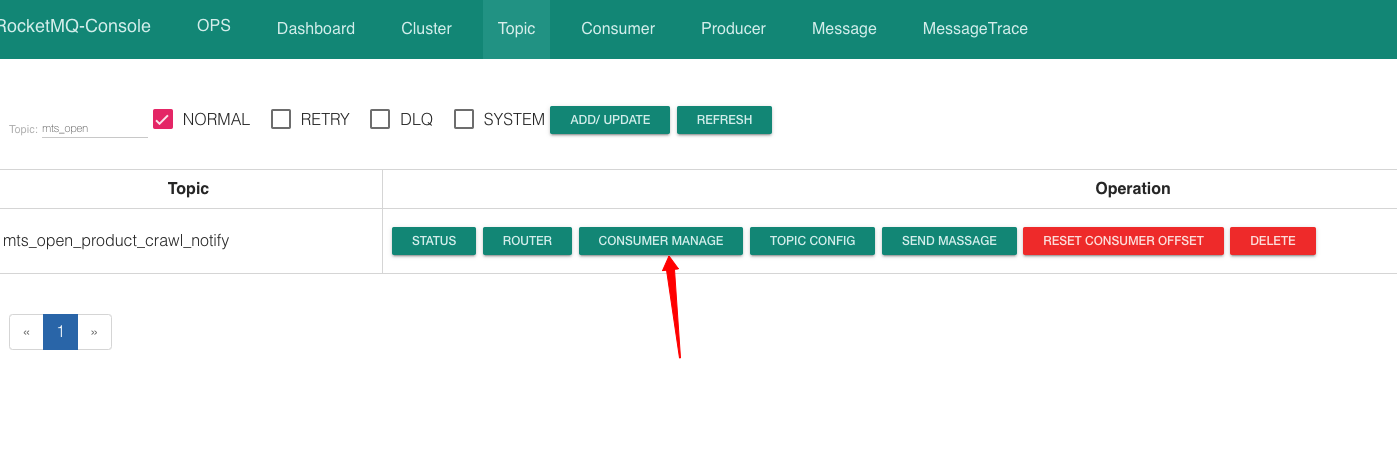 RocketMQ-Console OPS Dashboard Cluster Topic Consumer Producer Message MessageTrace
Topic: mts_open NORMAL RETRY DLQ SYSTEM ADD/ UPDATE REFRESH
Topic Operation
mts_open_product_crawl_notify STATUS ROUTER CONSUMER MANAGE TOPIC CONFIG SEND MASSAGE RESET CONSUMER OFFSET DELETE
« 1 »